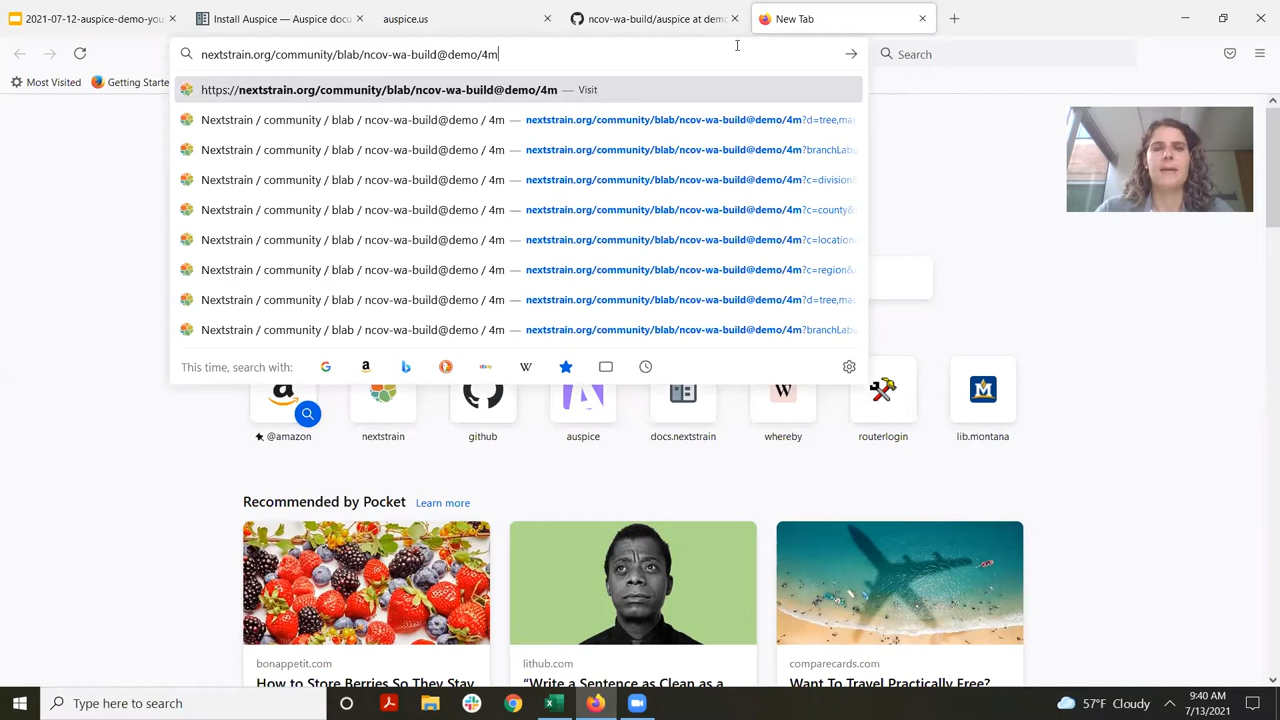 2021-07-12-auspice-demo-you
Install Auspice — Auspice docu
auspice.us
ncov-wa-build/auspice at demo
New Tab
nextstrain.org/community/blab/ncov-wa-build@demo/4m
Search
Most Visited
Getting Starte
https://nextstrain.org/community/blab/ncov-wa-build@demo/4m — Visit
Nextstrain / community / blab / ncov-wa-build@demo / 4m — nextstrain.org/community/blab/ncov-wa-build@demo/4m?d=tree,ma
Nextstrain / community / blab / ncov-wa-build@demo / 4m — nextstrain.org/community/blab/ncov-wa-build@demo/4m?branchLab
Nextstrain / community / blab / ncov-wa-build@demo / 4m — nextstrain.org/community/blab/ncov-wa-build@demo/4m?c=division
Nextstrain / community / blab / ncov-wa-build@demo / 4m — nextstrain.org/community/blab/ncov-wa-build@demo/4m?c=county
Nextstrain / community / blab / ncov-wa-build@demo / 4m — nextstrain.org/community/blab/ncov-wa-build@demo/4m?c=location
Nextstrain / community / blab / ncov-wa-build@demo / 4m — nextstrain.org/community/blab/ncov-wa-build@demo/4m?c=region&
Nextstrain / community / blab / ncov-wa-build@demo / 4m — nextstrain.org/community/blab/ncov-wa-build@demo/4m?d=tree,ma
Nextstrain / community / blab / ncov-wa-build@demo / 4m — nextstrain.org/community/blab/ncov-wa-build@demo/4m?branchLab
This time, search with:
@amazon
nextstrain
github
auspice
docs.nextstrain
whereby
routerlogin
lib.montana
Recommended by Pocket
Learn more
bonappetit.com
How to Store Berries So They Stay
lithub.com
“Write a Sentence as Clean as a
comparecards.com
Want To Travel Practically Free?
Type here to search
57°F Cloudy
9:40 AM
7/13/2021